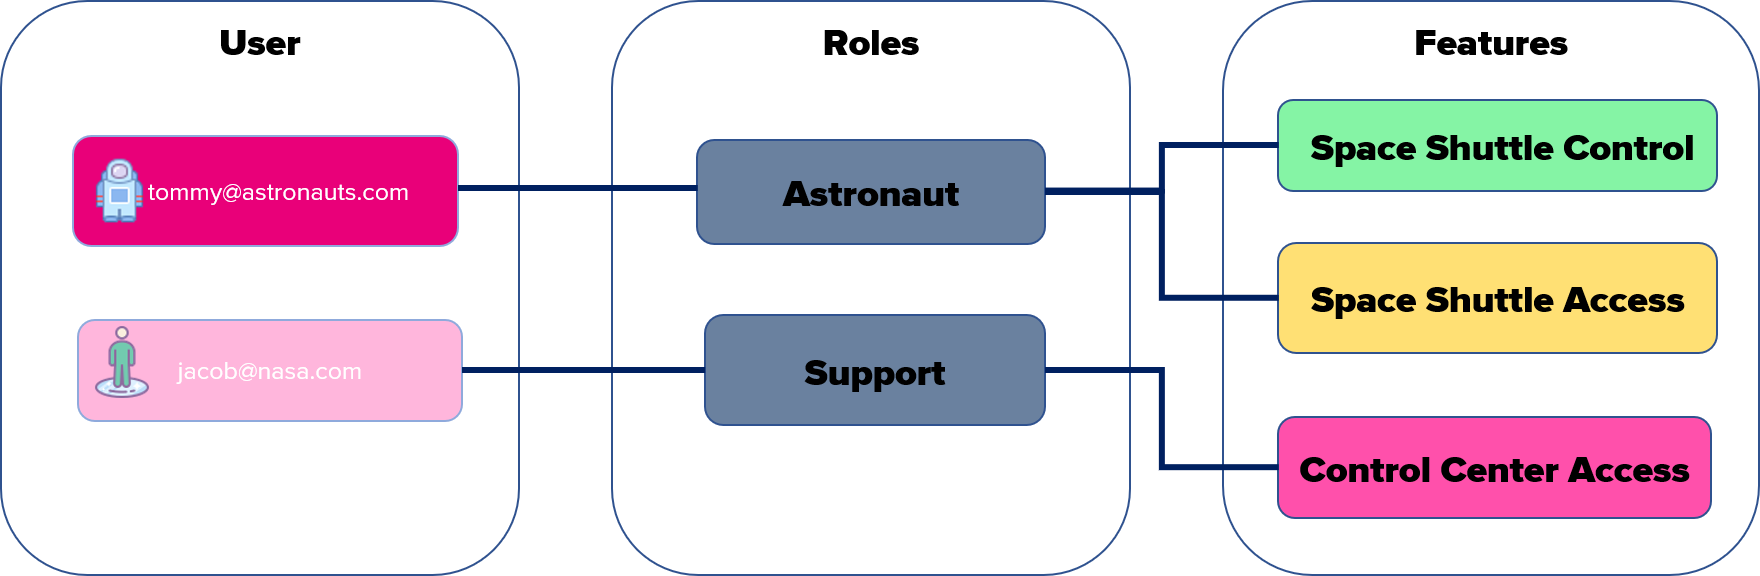 User
Roles
Features
tommy@astronauts.com
jacob@nasa.com
Astronaut
Support
Space Shuttle Control
Space Shuttle Access
Control Center Access